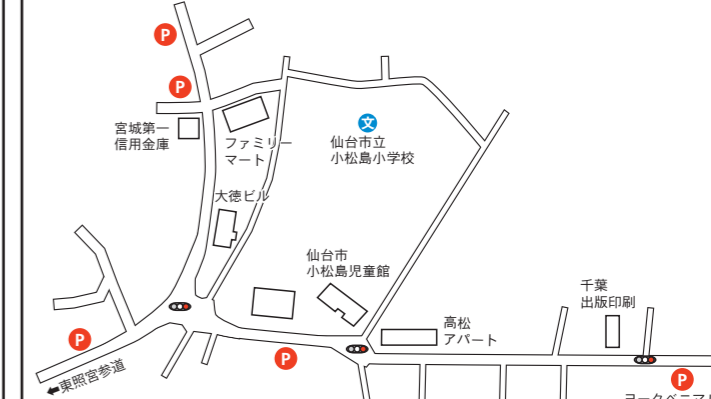 P
P
文
宮城第一
信用金庫
ファミリー
マート
仙台市立
小松島小学校
大徳ビル
仙台市
小松島児童館
千葉
出版印刷
高松
アパート
P
P
P
←東照宮参道